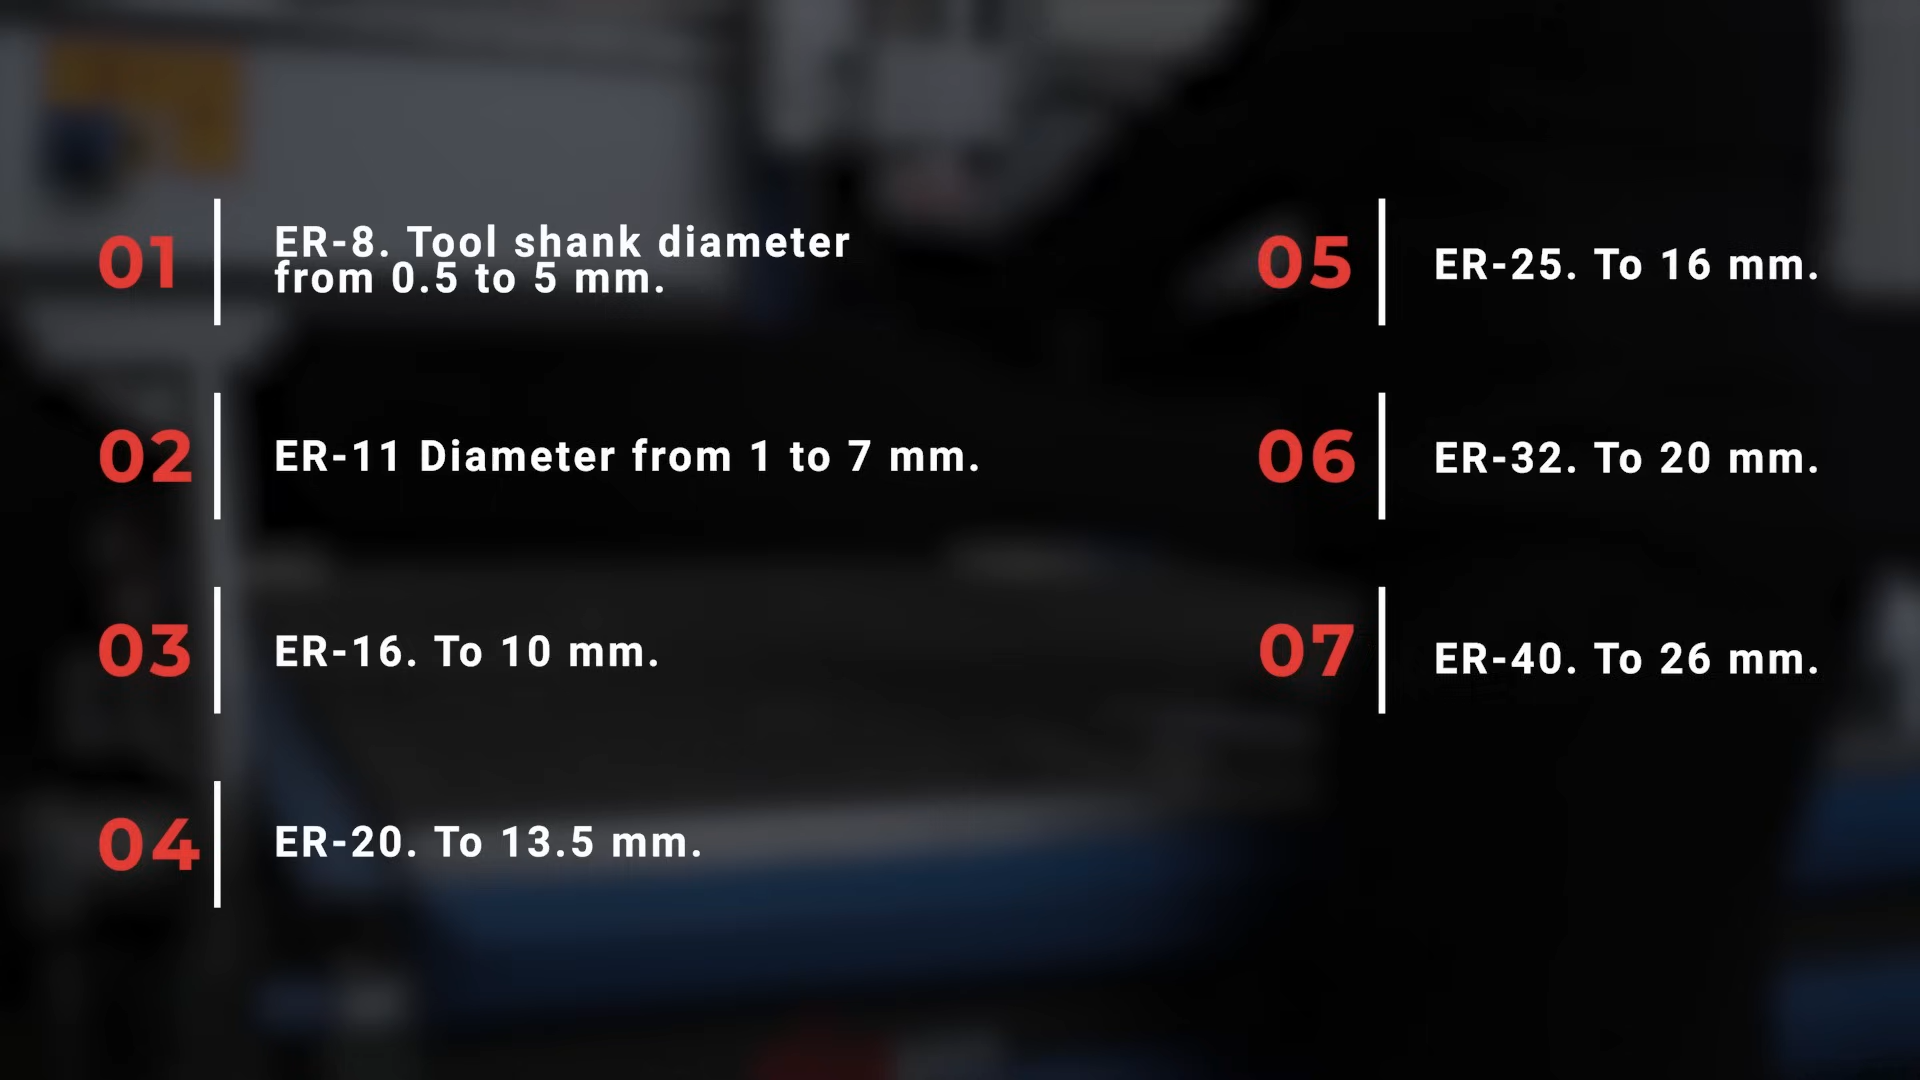 01
ER-8. Tool shank diameter
from 0.5 to 5 mm.
02
ER-11 Diameter from 1 to 7 mm.
03
ER-16. To 10 mm.
04
ER-20. To 13.5 mm.
05
ER-25. To 16 mm.
06
ER-32. To 20 mm.
07
ER-40. To 26 mm.